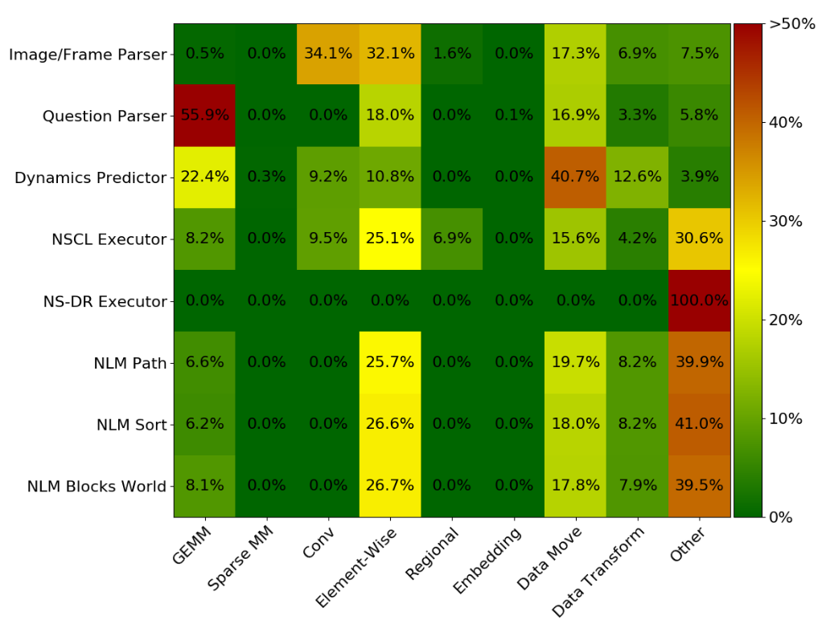 >50%
Image/Frame Parser 0.5% 0.0% 34.1% 32.1% 1.6% 0.0% 17.3% 6.9% 7.5%
Question Parser 55.9% 0.0% 0.0% 18.0% 0.0% 0.1% 16.9% 3.3% 5.8%
40%
Dynamics Predictor 22.4% 0.3% 9.2% 10.8% 0.0% 0.0% 40.7% 12.6% 3.9%
30%
NSCL Executor 8.2% 0.0% 9.5% 25.1% 6.9% 0.0% 15.6% 4.2% 30.6%
NS-DR Executor 0.0% 0.0% 0.0% 0.0% 0.0% 0.0% 0.0% 0.0% 100.0%
20%
NLM Path 6.6% 0.0% 0.0% 25.7% 0.0% 0.0% 19.7% 8.2% 39.9%
10%
NLM Sort 6.2% 0.0% 0.0% 26.6% 0.0% 0.0% 18.0% 8.2% 41.0%
NLM Blocks World 8.1% 0.0% 0.0% 26.7% 0.0% 0.0% 17.8% 7.9% 39.5%
0%
GEMM
Sparse MM
Conv
Element-Wise
Regional
Embedding
Data Move
Data Transform
Other